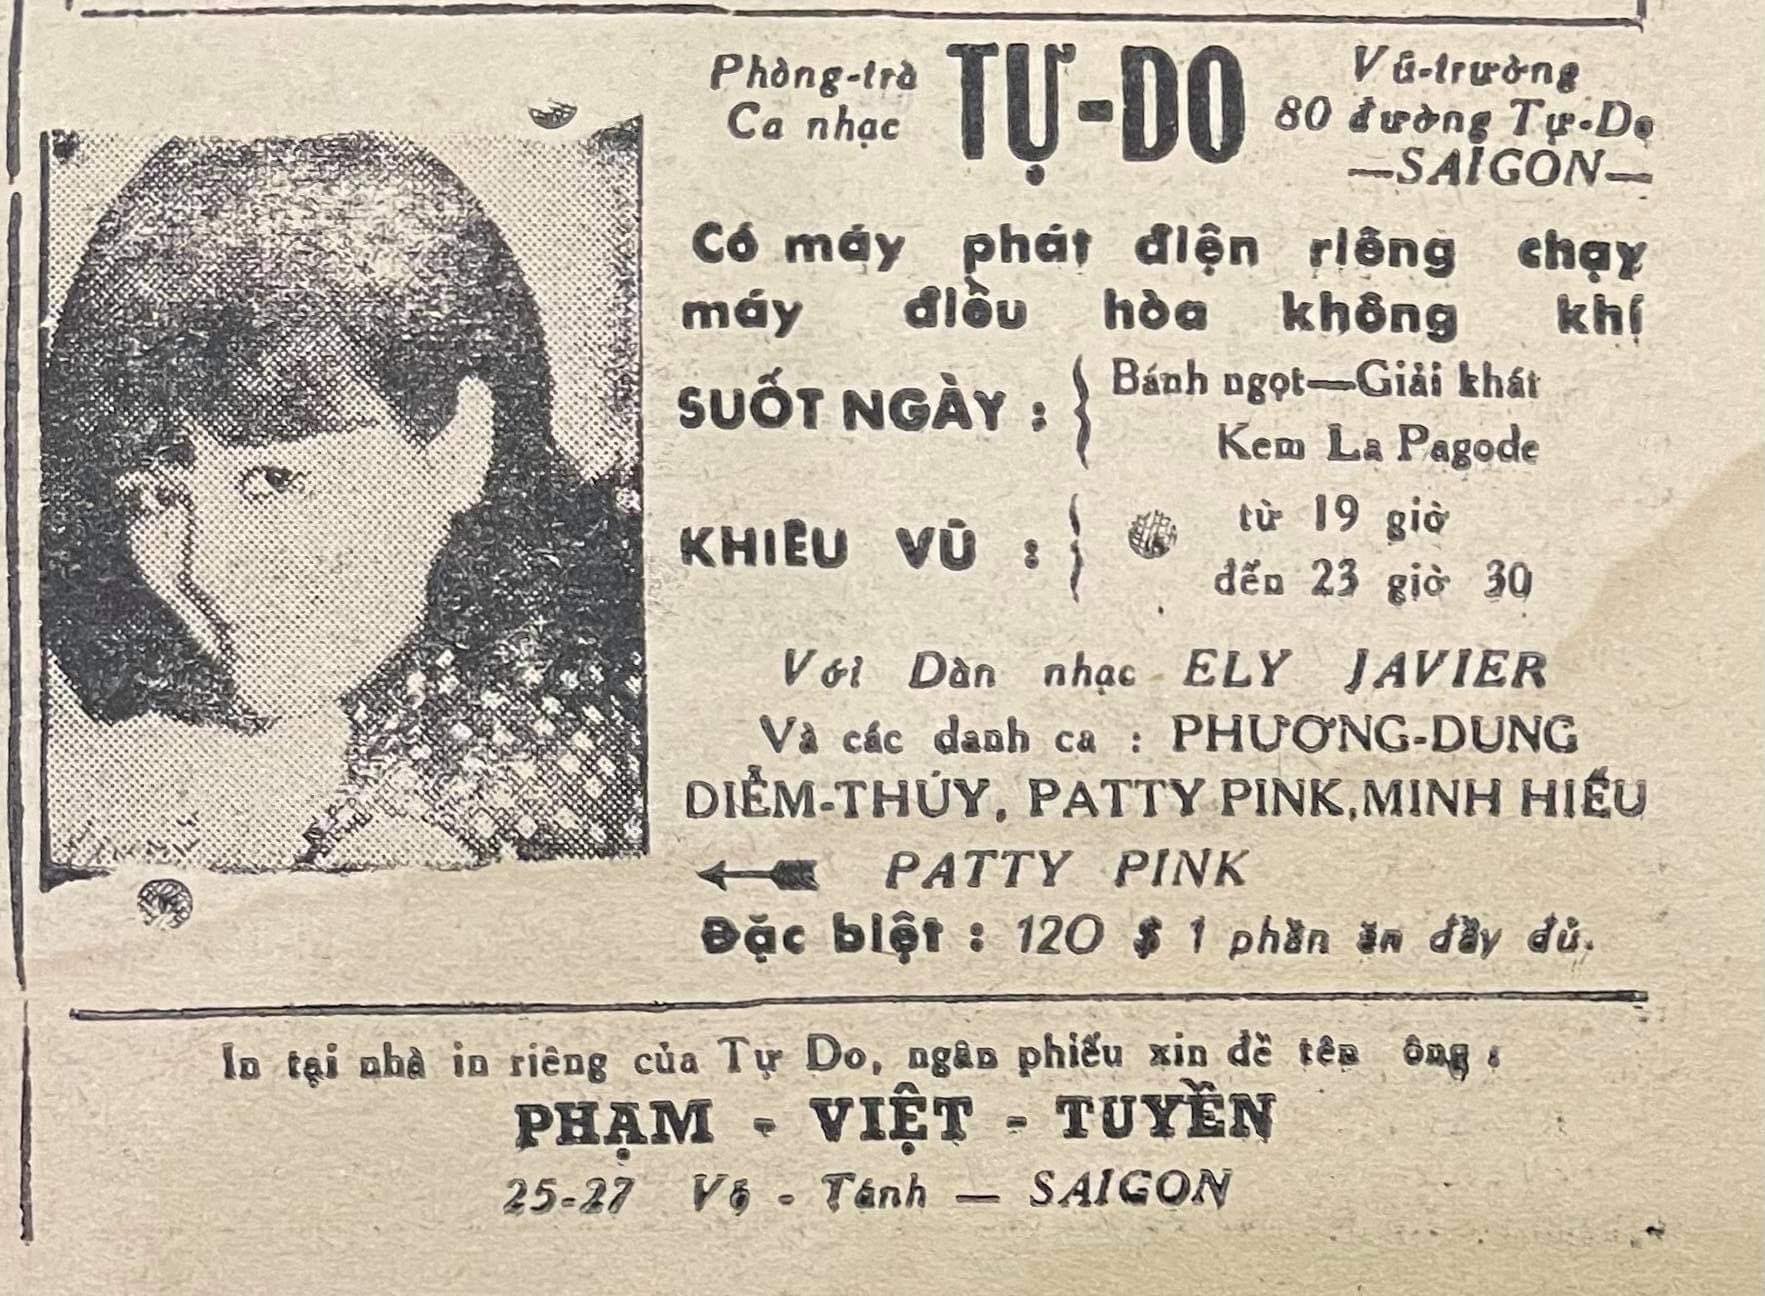 Phòng-trà
Ca nhạc
TỰ-DO
Vũ-trường
80 đường Tự-Do
—SAIGON—
Có máy phát điện riêng chạy
máy điều hòa không khí
SUỐT NGÀY :
Bánh ngọt—Giải khát
Kem La Pagode
KHIÊU VŨ :
từ 19 giờ
đến 23 giờ 30
Với Dàn nhạc ELY JAVIER
Và các danh ca : PHƯƠNG-DUNG
DIỄM-THÚY, PATTY PINK, MINH HIẾU
PATTY PINK
Đặc biệt : 120 $ 1 phần ăn đầy đủ.
In tại nhà in riêng của Tự Do, ngân phiếu xin đề tên ông :
PHẠM - VIỆT - TUYỀN
25-27 Võ - Tánh — SAIGON